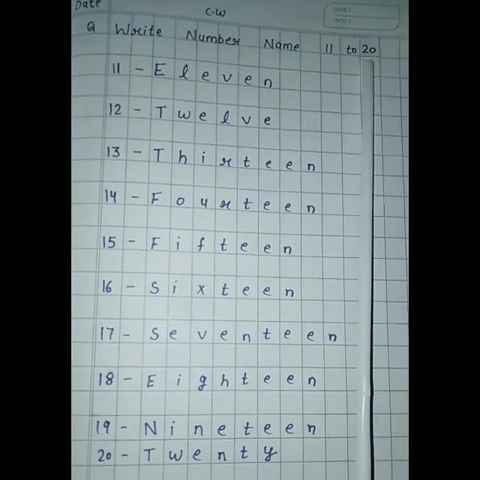 Date
C-W
Q Write Number Name 11 to 20
11 - Eleven
12 - Twelve
13 - Thirteen
14 - Fourteen
15 - Fifteen
16 - Sixteen
17 - Seventeen
18 - Eighteen
19 - Nineteen
20 - Twenty